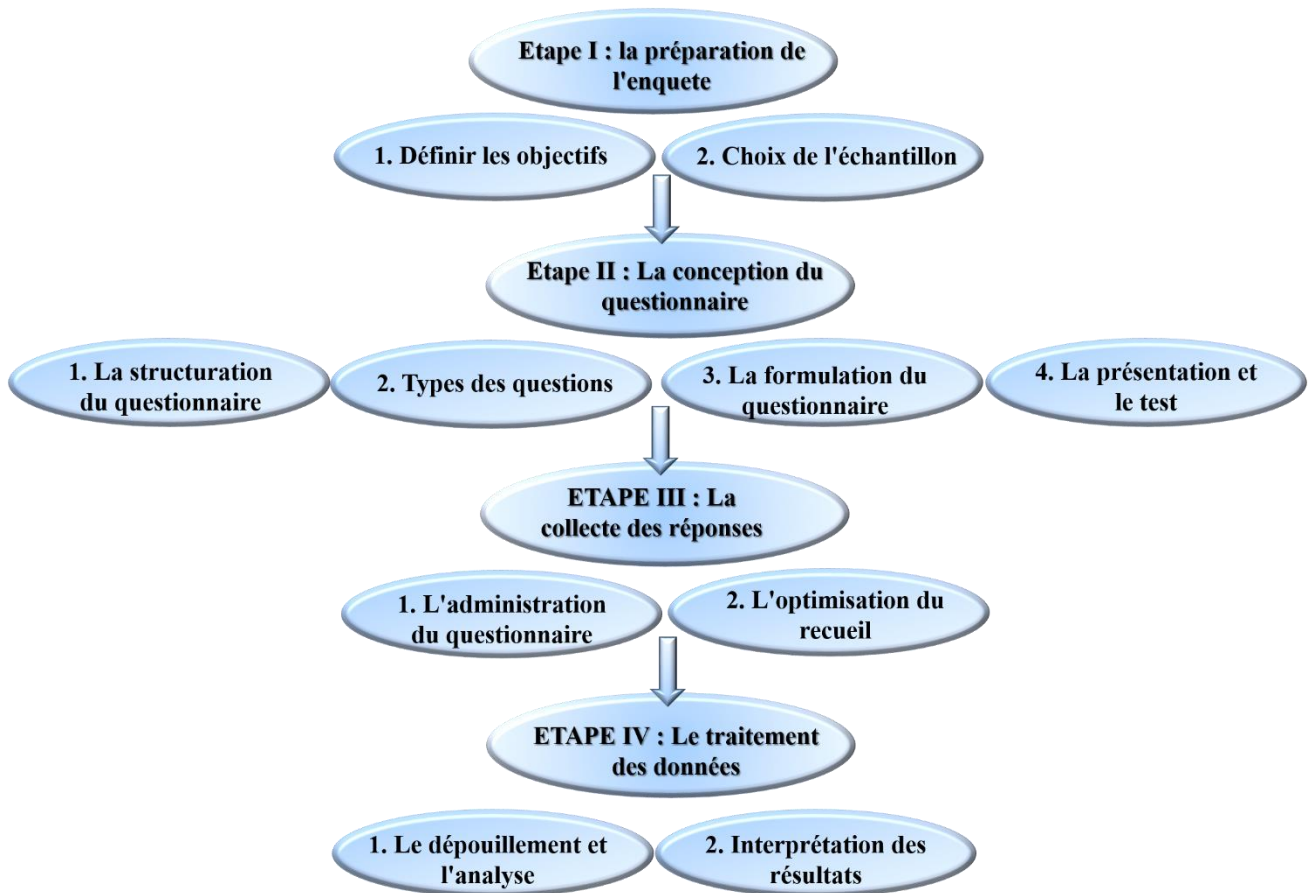 Etape I : la préparation de
l'enquete
1. Définir les objectifs
2. Choix de l'échantillon
Etape II : La conception du
questionnaire
1. La structuration
du questionnaire
2. Types des questions
3. La formulation du
questionnaire
4. La présentation et
le test
ETAPE III : La
collecte des réponses
1. L'administration
du questionnaire
2. L'optimisation du
recueil
ETAPE IV : Le traitement
des données
1. Le dépouillement et
l'analyse
2. Interprétation des
résultats